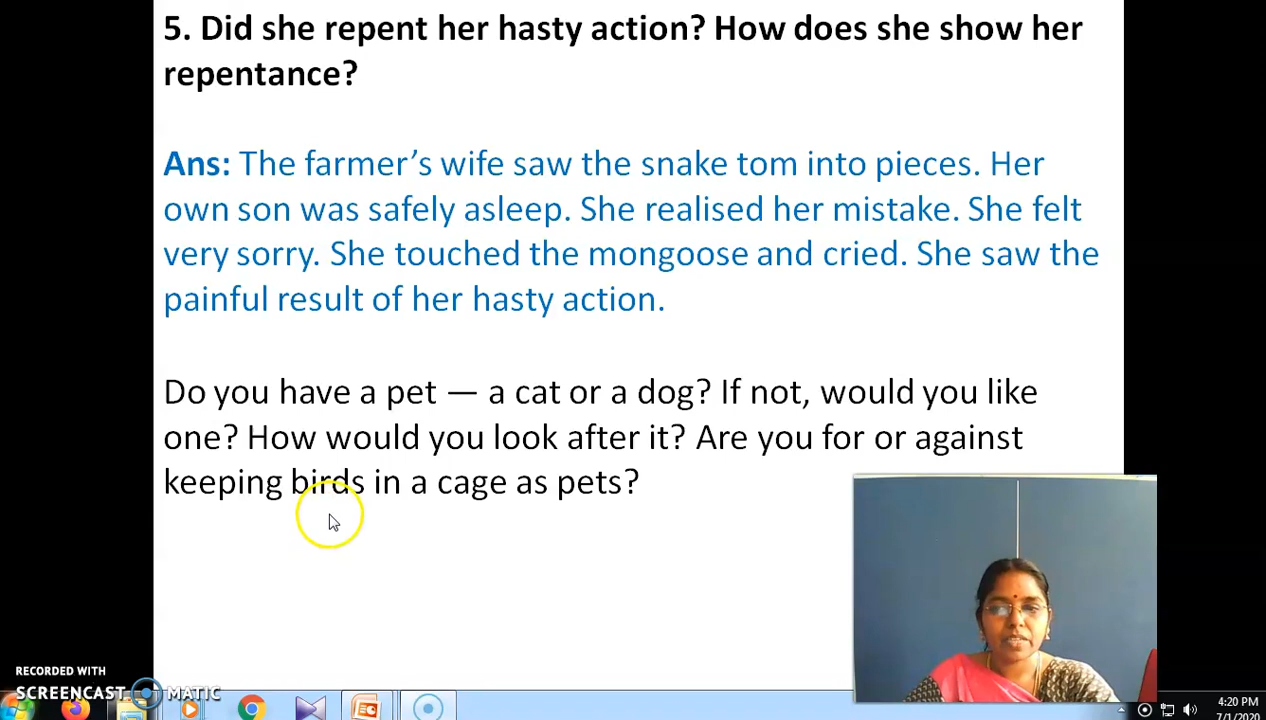 5. Did she repent her hasty action? How does she show her
repentance?
Ans: The farmer’s wife saw the snake tom into pieces. Her
own son was safely asleep. She realised her mistake. She felt
very sorry. She touched the mongoose and cried. She saw the
painful result of her hasty action.
Do you have a pet — a cat or a dog? If not, would you like
one? How would you look after it? Are you for or against
keeping birds in a cage as pets?
RECORDED WITH
SCREENCAST MATIC
4:20 PM
7/1/2020